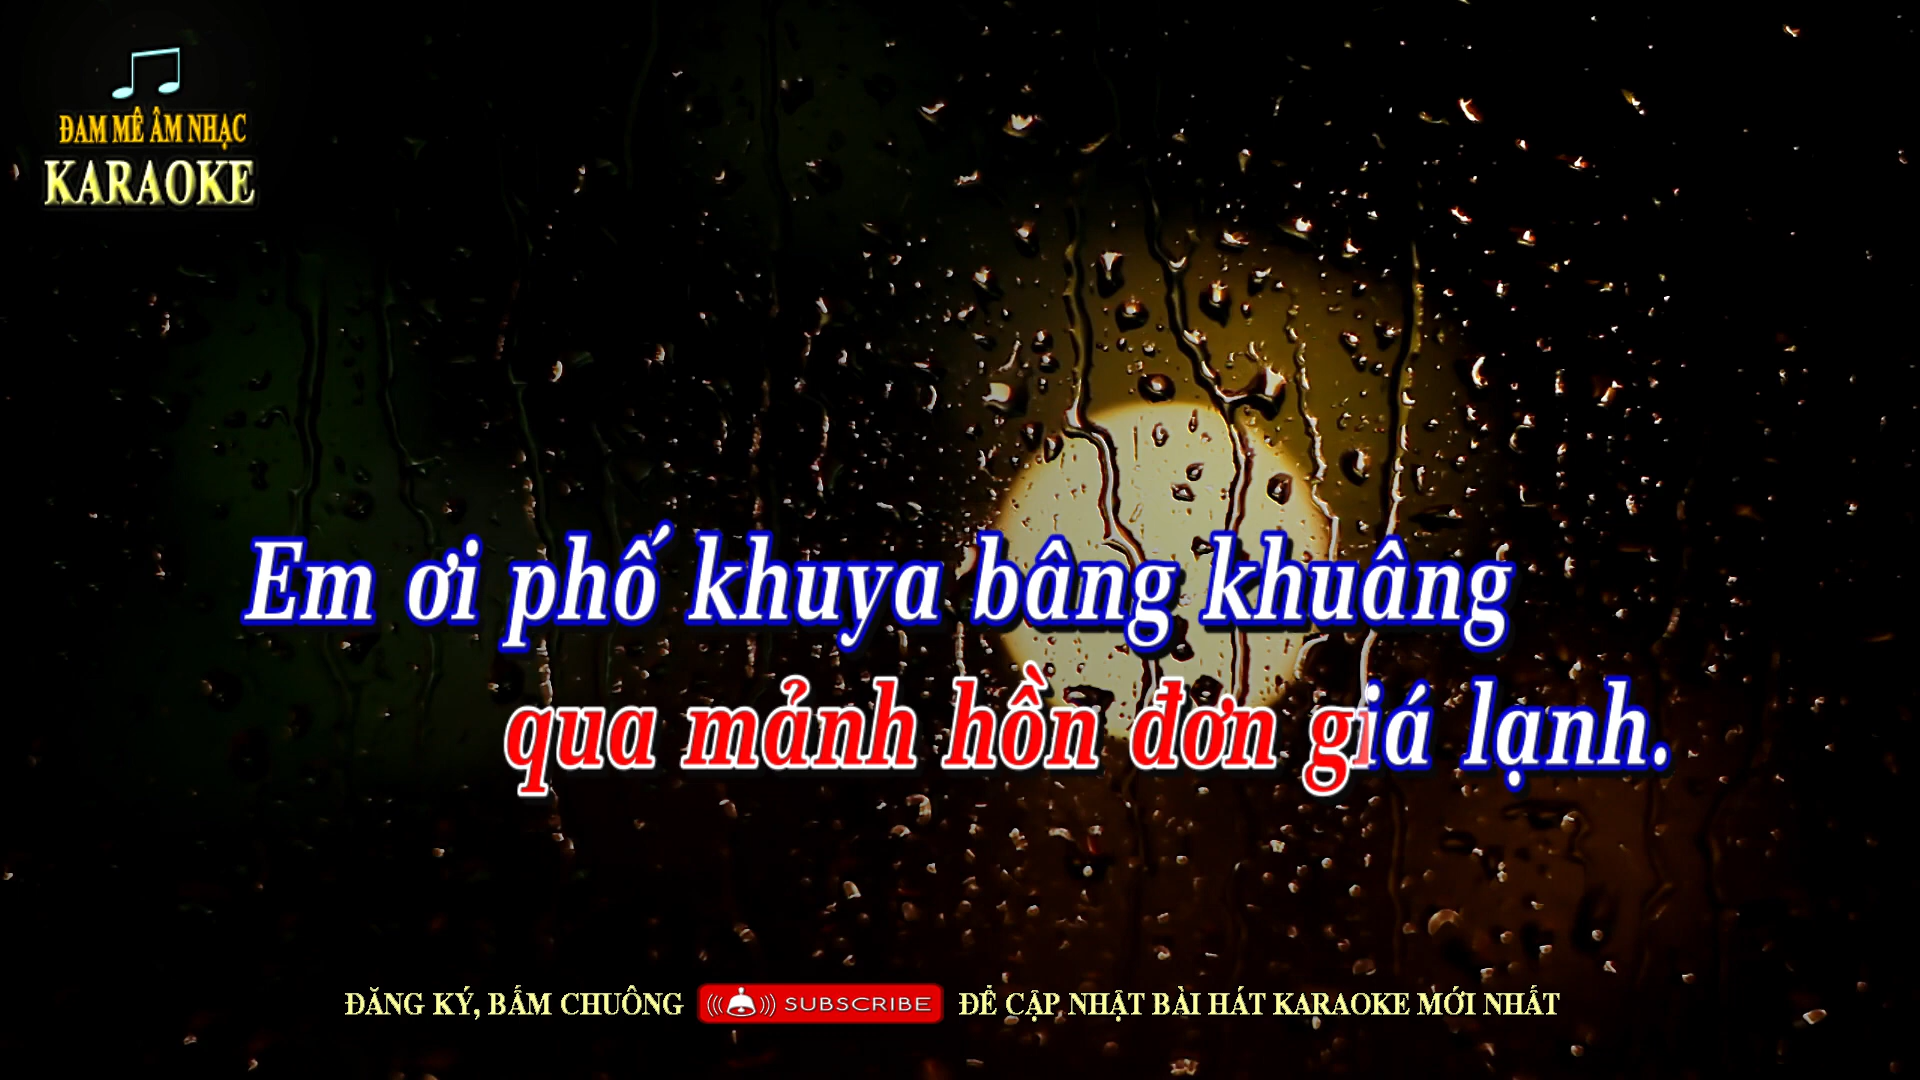 ĐAM MÊ ÂM NHẠC
KARAOKE
Em ơi phố khuya bâng khuâng
qua mảnh hồn đơn giá lạnh.
ĐĂNG KÝ, BẤM CHUÔNG SUBSCRIBE ĐỂ CẬP NHẬT BÀI HÁT KARAOKE MỚI NHẤT